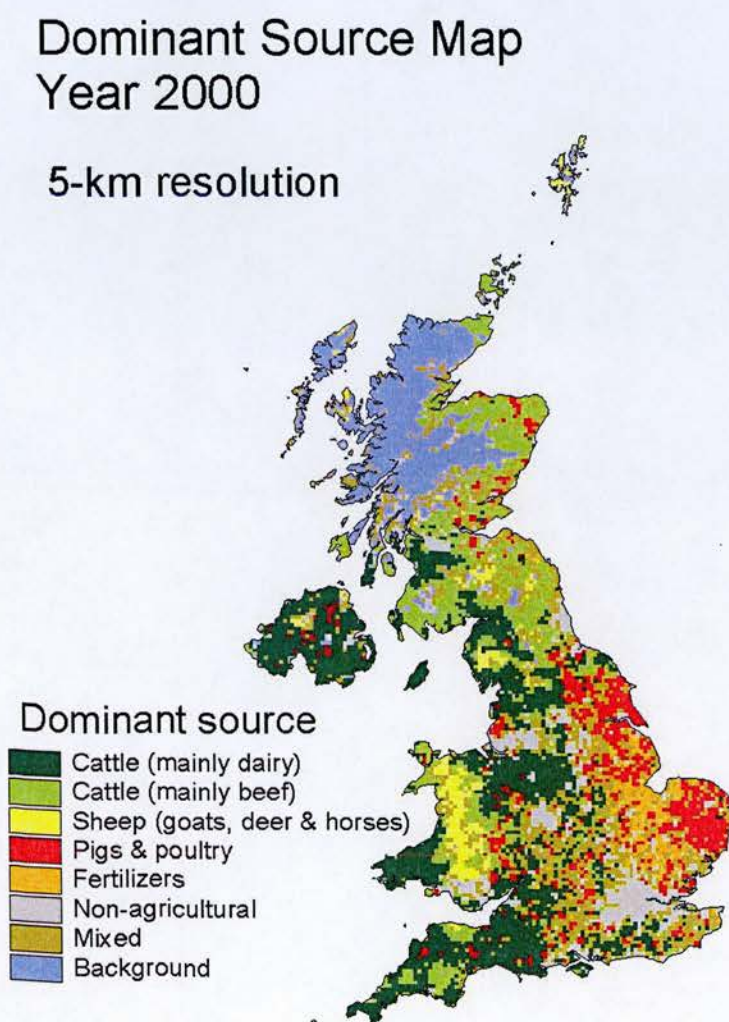 Dominant Source Map
Year 2000
5-km resolution
Dominant source
Cattle (mainly dairy)
Cattle (mainly beef)
Sheep (goats, deer & horses)
Pigs & poultry
Fertilizers
Non-agricultural
Mixed
Background